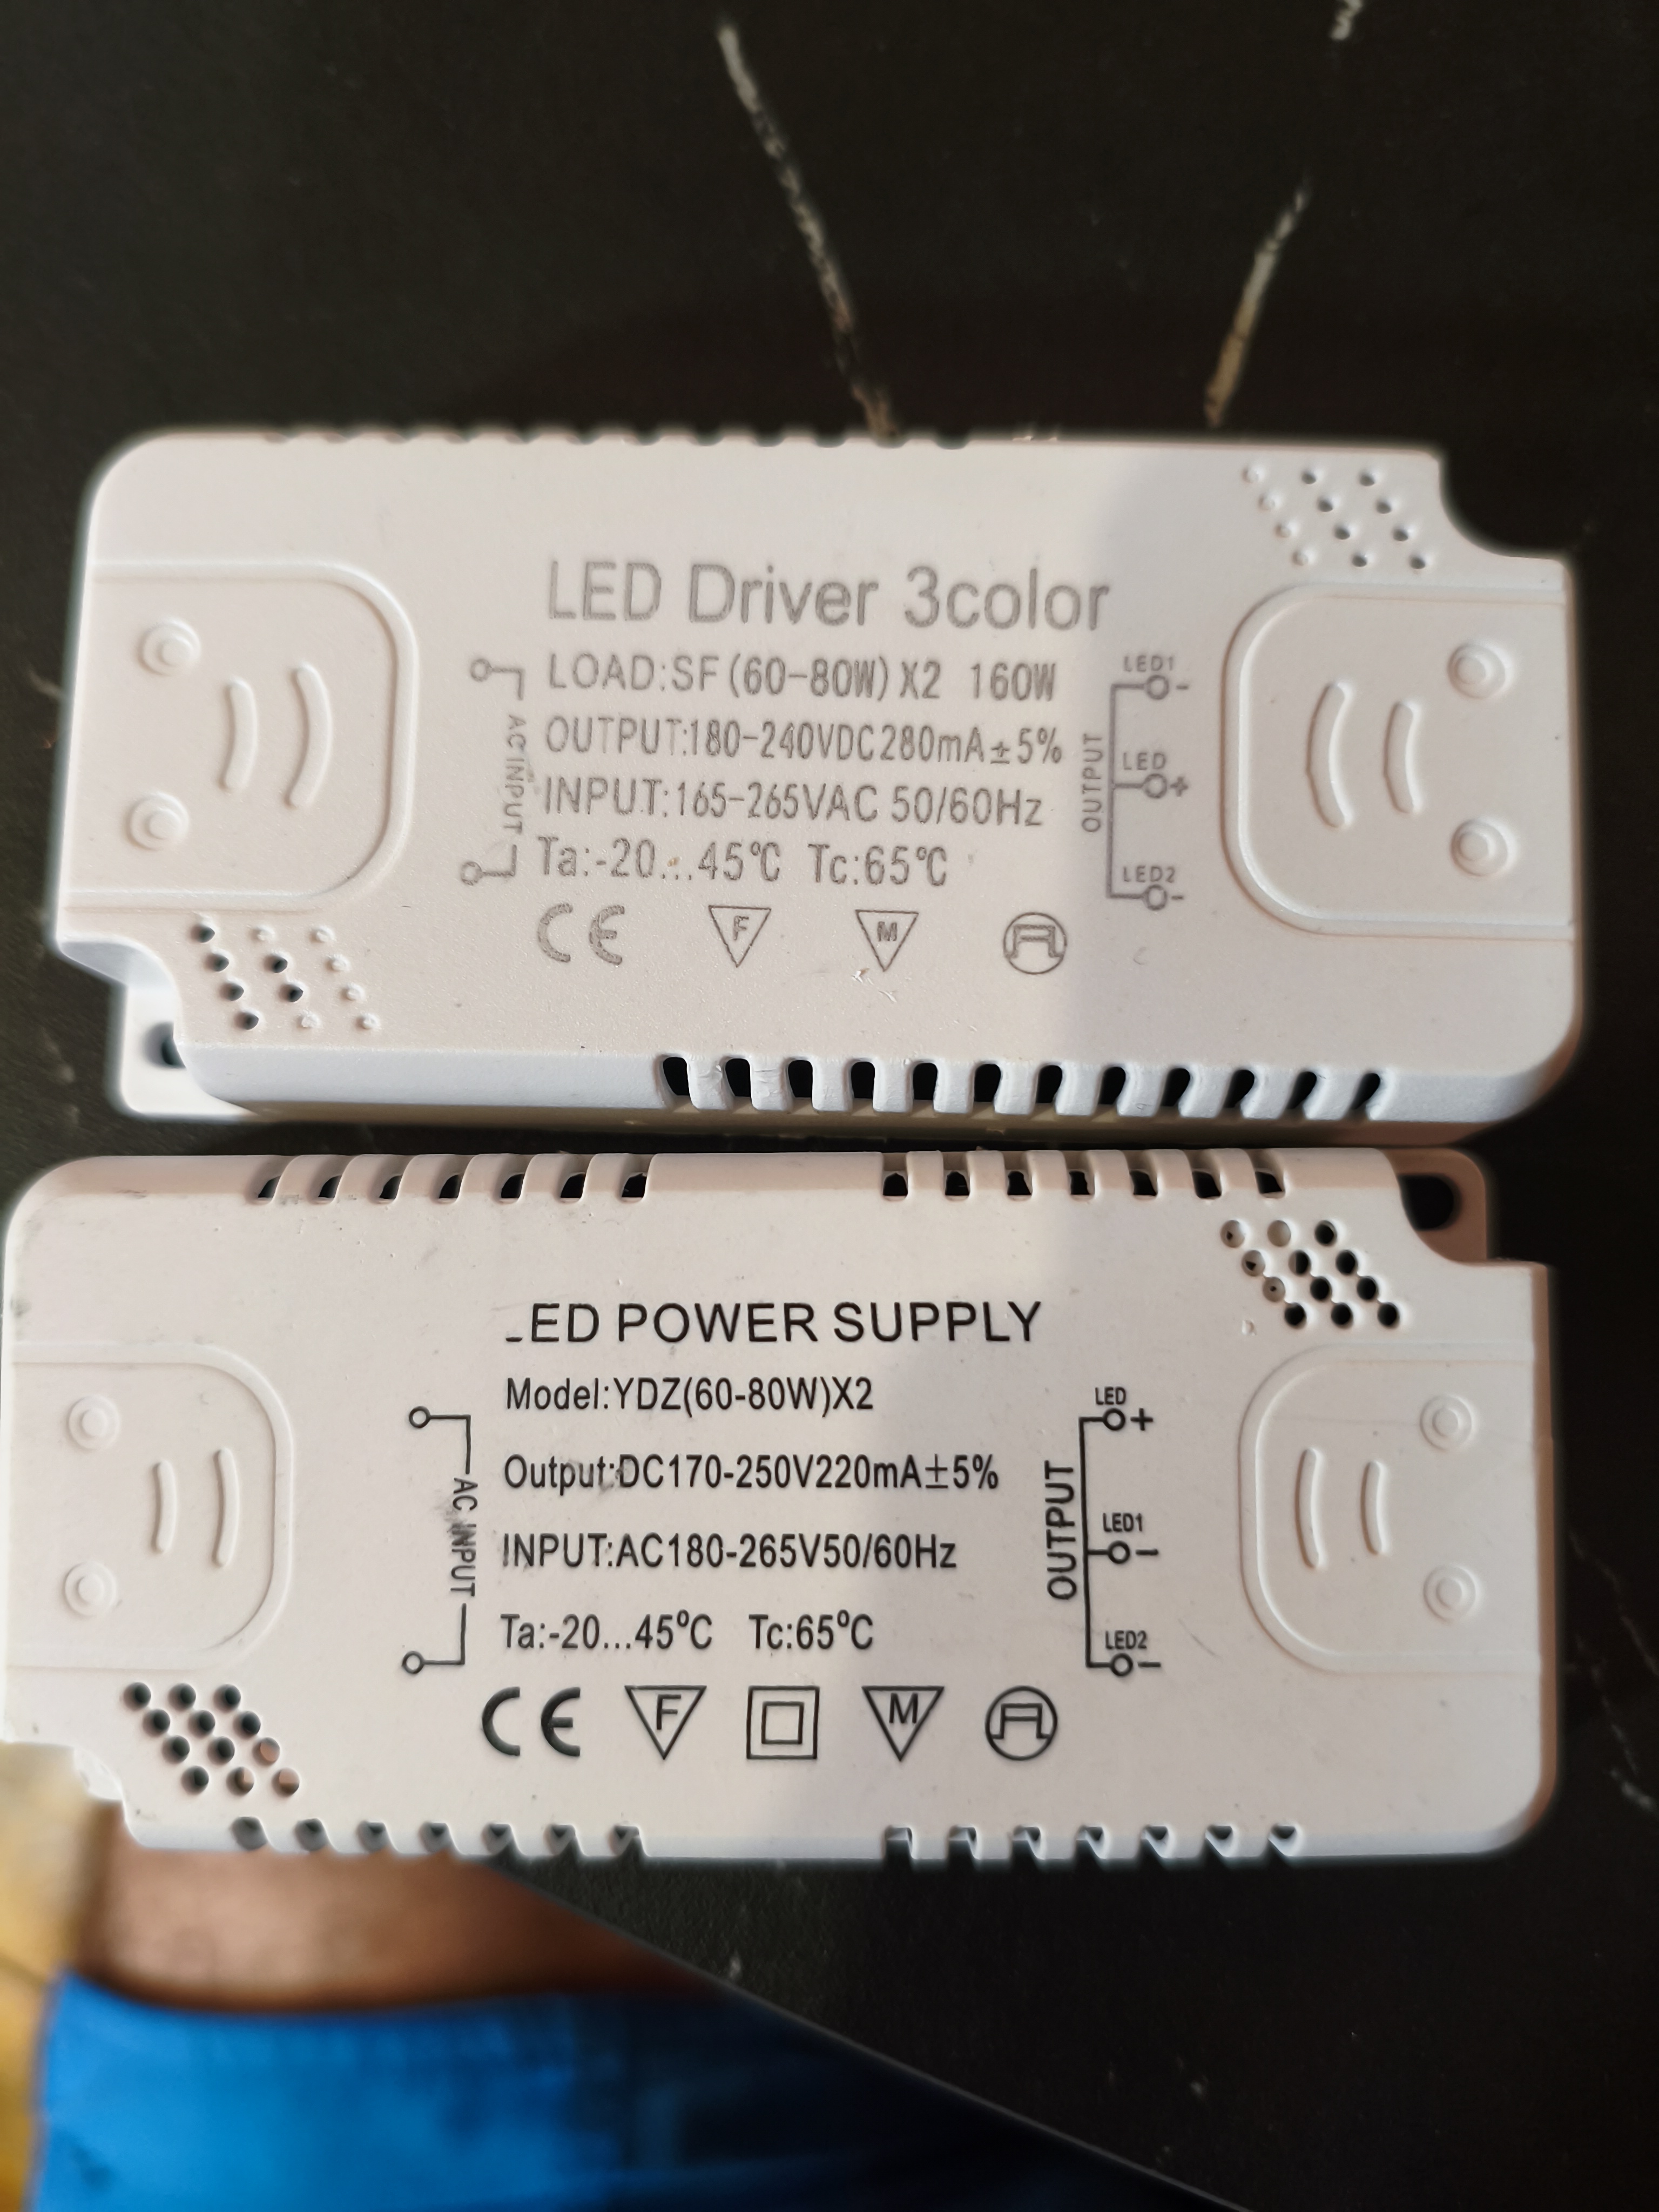 LED Driver 3color
LOAD:SF(60-80W)X2 160W
OUTPUT:180-240VDC280mA±5%
INPUT:165-265VAC 50/60Hz
Ta:-20...45℃ Tc:65℃
CE F M
AC INPUT
OUTPUT
LED1 -
LED +
LED2 -
ED POWER SUPPLY
Model:YDZ(60-80W)X2
Output:DC170-250V220mA±5%
INPUT:AC180-265V50/60Hz
Ta:-20...45ºC Tc:65ºC
CE F M
AC INPUT
OUTPUT
LED +
LED1 -
LED2 -